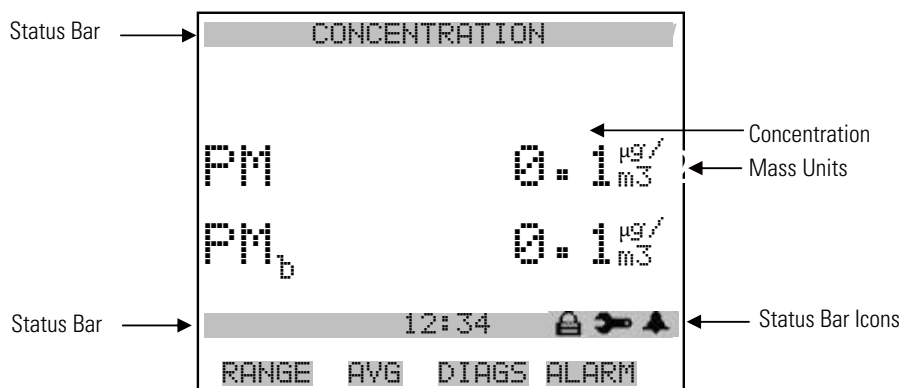 Status Bar
CONCENTRATION
Concentration
PM 0.1 µg/m3
Mass Units
PMb 0.1 µg/m3
Status Bar
12:34
Status Bar Icons
RANGE AVG DIAGS ALARM